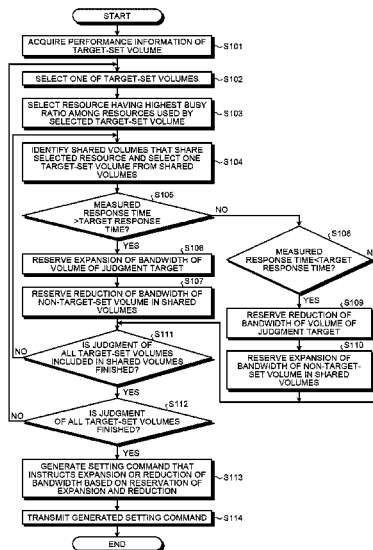 START
ACQUIRE PERFORMANCE INFORMATION OF
TARGET-SET VOLUME
S101
SELECT ONE OF TARGET-SET VOLUMES
S102
SELECT RESOURCE HAVING HIGHEST BUSY
RATIO AMONG RESOURCES USED BY
SELECTED TARGET-SET VOLUME
S103
IDENTIFY SHARED VOLUMES THAT SHARE
SELECTED RESOURCE AND SELECT ONE
TARGET-SET VOLUME FROM SHARED
VOLUMES
S104
S105
MEASURED
RESPONSE TIME
>TARGET RESPONSE
TIME?
NO
YES
S106
RESERVE EXPANSION OF BANDWIDTH OF
VOLUME OF JUDGMENT TARGET
S107
RESERVE REDUCTION OF BANDWIDTH OF
NON-TARGET-SET VOLUME IN SHARED
VOLUMES
S108
MEASURED
RESPONSE TIME<TARGET
RESPONSE TIME?
YES
S109
RESERVE REDUCTION OF
BANDWIDTH OF VOLUME OF
JUDGMENT TARGET
S110
RESERVE EXPANSION OF
BANDWIDTH OF NON-TARGET-
SET VOLUME IN SHARED
VOLUMES
S111
IS JUDGMENT OF
ALL TARGET-SET VOLUMES
INCLUDED IN SHARED VOLUMES
FINISHED?
NO
YES
S112
IS JUDGMENT
OF ALL TARGET-SET VOLUMES
FINISHED?
NO
YES
GENERATE SETTING COMMAND THAT
INSTRUCTS EXPANSION OR REDUCTION OF
BANDWIDTH BASED ON RESERVATION OF
EXPANSION AND REDUCTION
S113
TRANSMIT GENERATED SETTING COMMAND
S114
END